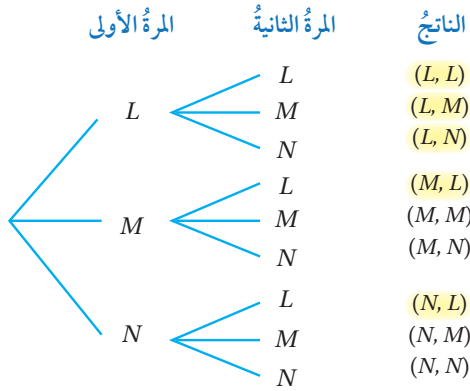 المرةُ الأولى المرةُ الثانيةُ الناتجُ
L (L, L)
L M (L, M)
N (L, N)
L (M, L)
M M (M, M)
N (M, N)
L (N, L)
N M (N, M)
N (N, N)